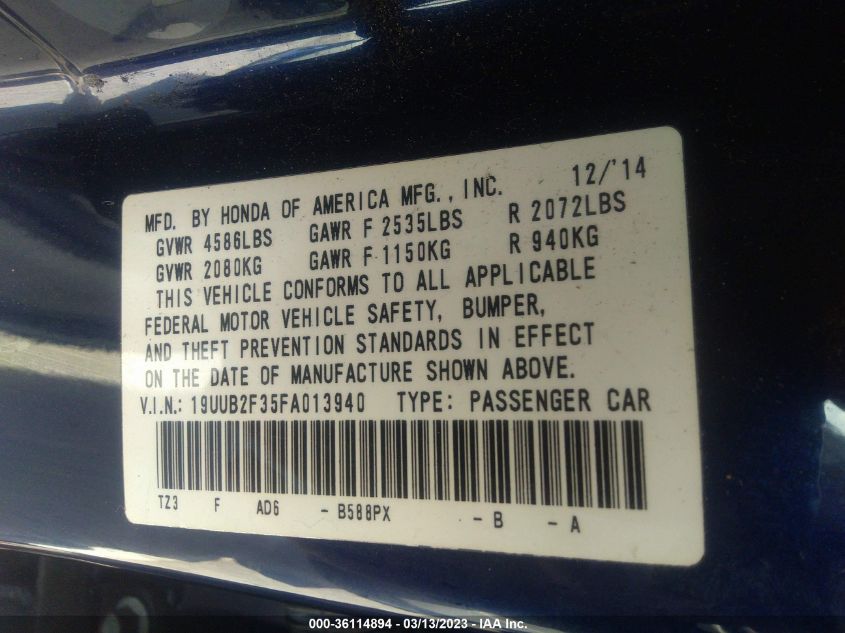 12/'14
MFD. BY HONDA OF AMERICA MFG., INC.
GVWR 4586LBS GAWR F 2535LBS R 2072LBS
GVWR 2080KG GAWR F 1150KG R 940KG
THIS VEHICLE CONFORMS TO ALL APPLICABLE
FEDERAL MOTOR VEHICLE SAFETY, BUMPER,
AND THEFT PREVENTION STANDARDS IN EFFECT
ON THE DATE OF MANUFACTURE SHOWN ABOVE.
V.I.N.: 19UUB2F35FA013940 TYPE: PASSENGER CAR
TZ3 F AD6 - B588PX - B - A
000-36114894 - 03/13/2023 - IAA Inc.